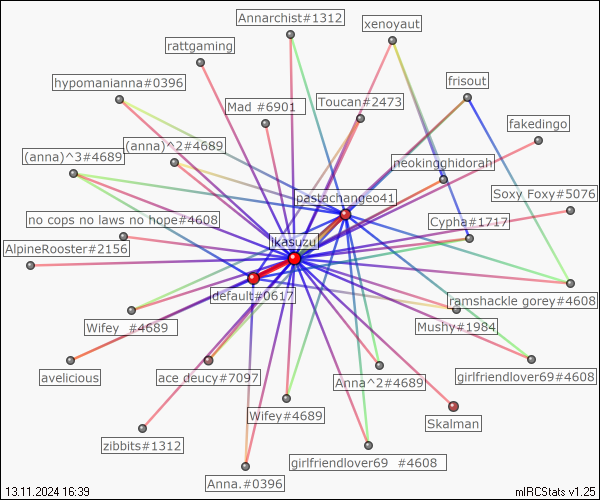 Annarchist#1312
xenoyaut
rattgaming
frisout
hypomanianna#0396
Mad #6901
Toucan#2473
fakedingo
(anna)^2#4689
(anna)^3#4689
neokingghidorah
Soxy Foxy#5076
pastachangeo41
no cops no laws no hope#4608
Cypha#1717
lkasuzu
AlpineRooster#2156
default#0617
ramshackle gorey#4608
Wifey #4689
Mushy#1984
avelicious
ace deucy#7097
Anna^2#4689
girlfriendlover69#4608
Wifey#4689
Skalman
zibbits#1312
girlfriendlover69 #4608
Anna.#0396
13.11.2024 16:39
mIRCStats v1.25